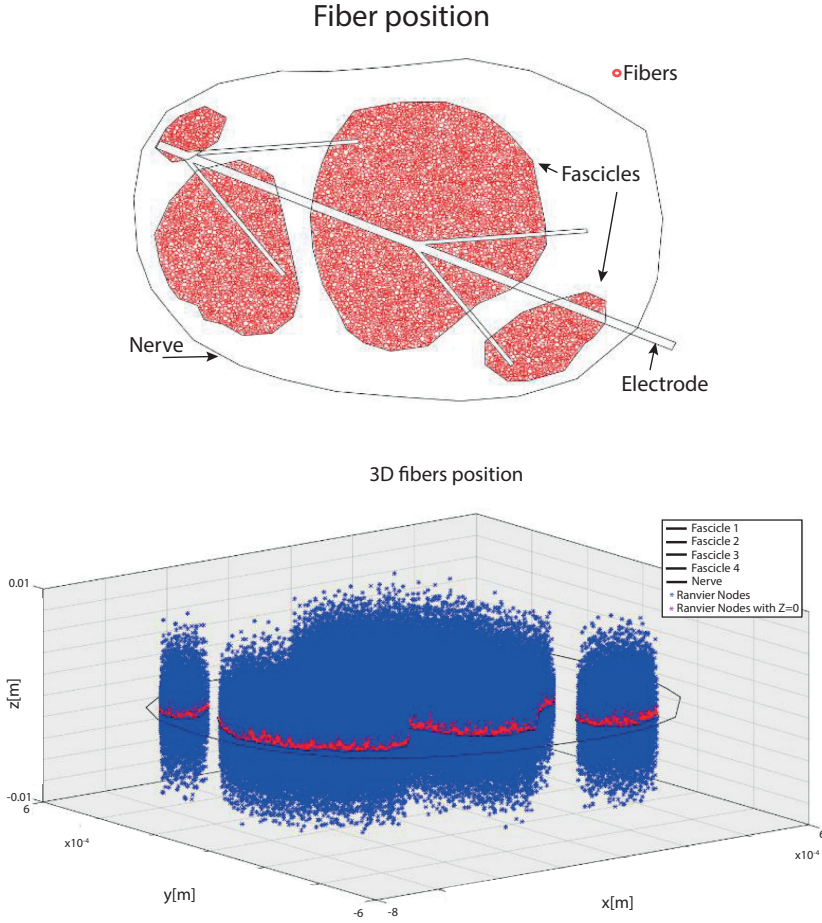 Fiber position
Fibers
Fascicles
Nerve
Electrode
3D fibers position
Fascicle 1
Fascicle 2
Fascicle 3
Fascicle 4
Nerve
Ranvier Nodes
Ranvier Nodes with Z=0
0.01
z[m]
-0.01
6
x10-4
y[m]
-6
-8
x[m]
x10-4
6